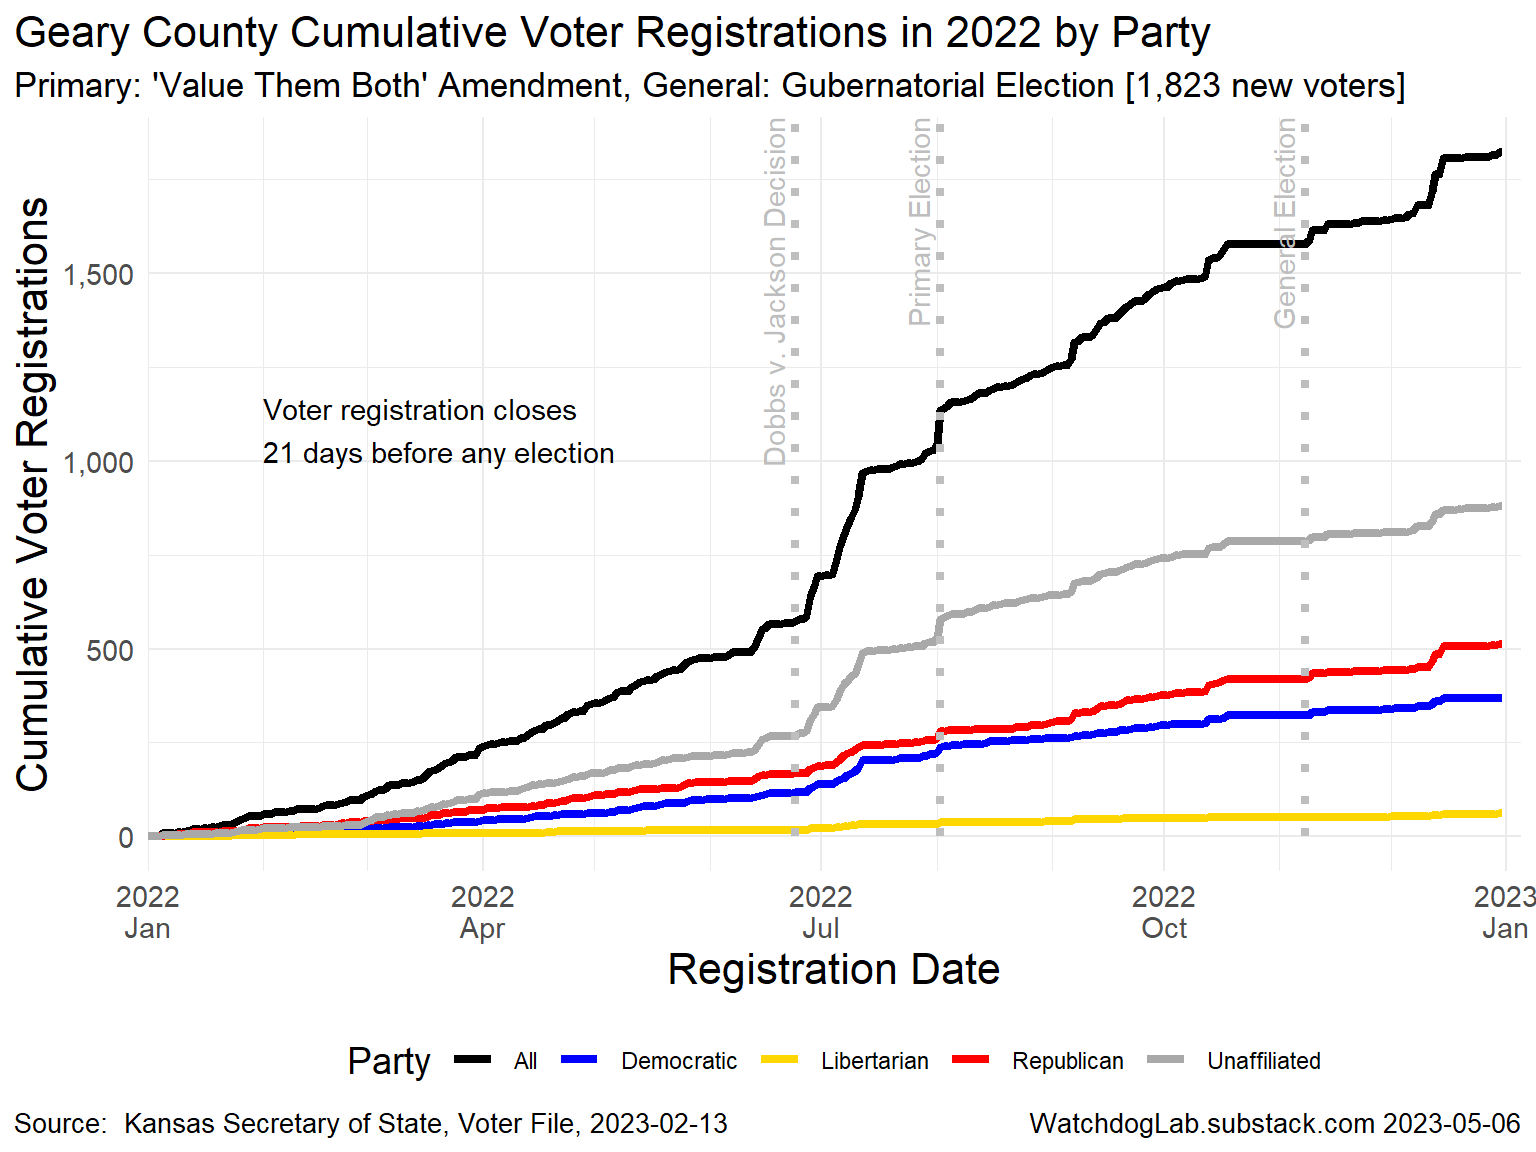 Geary County Cumulative Voter Registrations in 2022 by Party
Primary: 'Value Them Both' Amendment, General: Gubernatorial Election [1,823 new voters]
Cumulative Voter Registrations
1,500
1,000
500
0
Voter registration closes
21 days before any election
Dobbs v. Jackson Decision
Primary Election
General Election
2022 2022 2022 2022 2023
Jan Apr Jul Oct Jan
Registration Date
Party All Democratic Libertarian Republican Unaffiliated
Source:  Kansas Secretary of State, Voter File, 2023-02-13
WatchdogLab.substack.com 2023-05-06